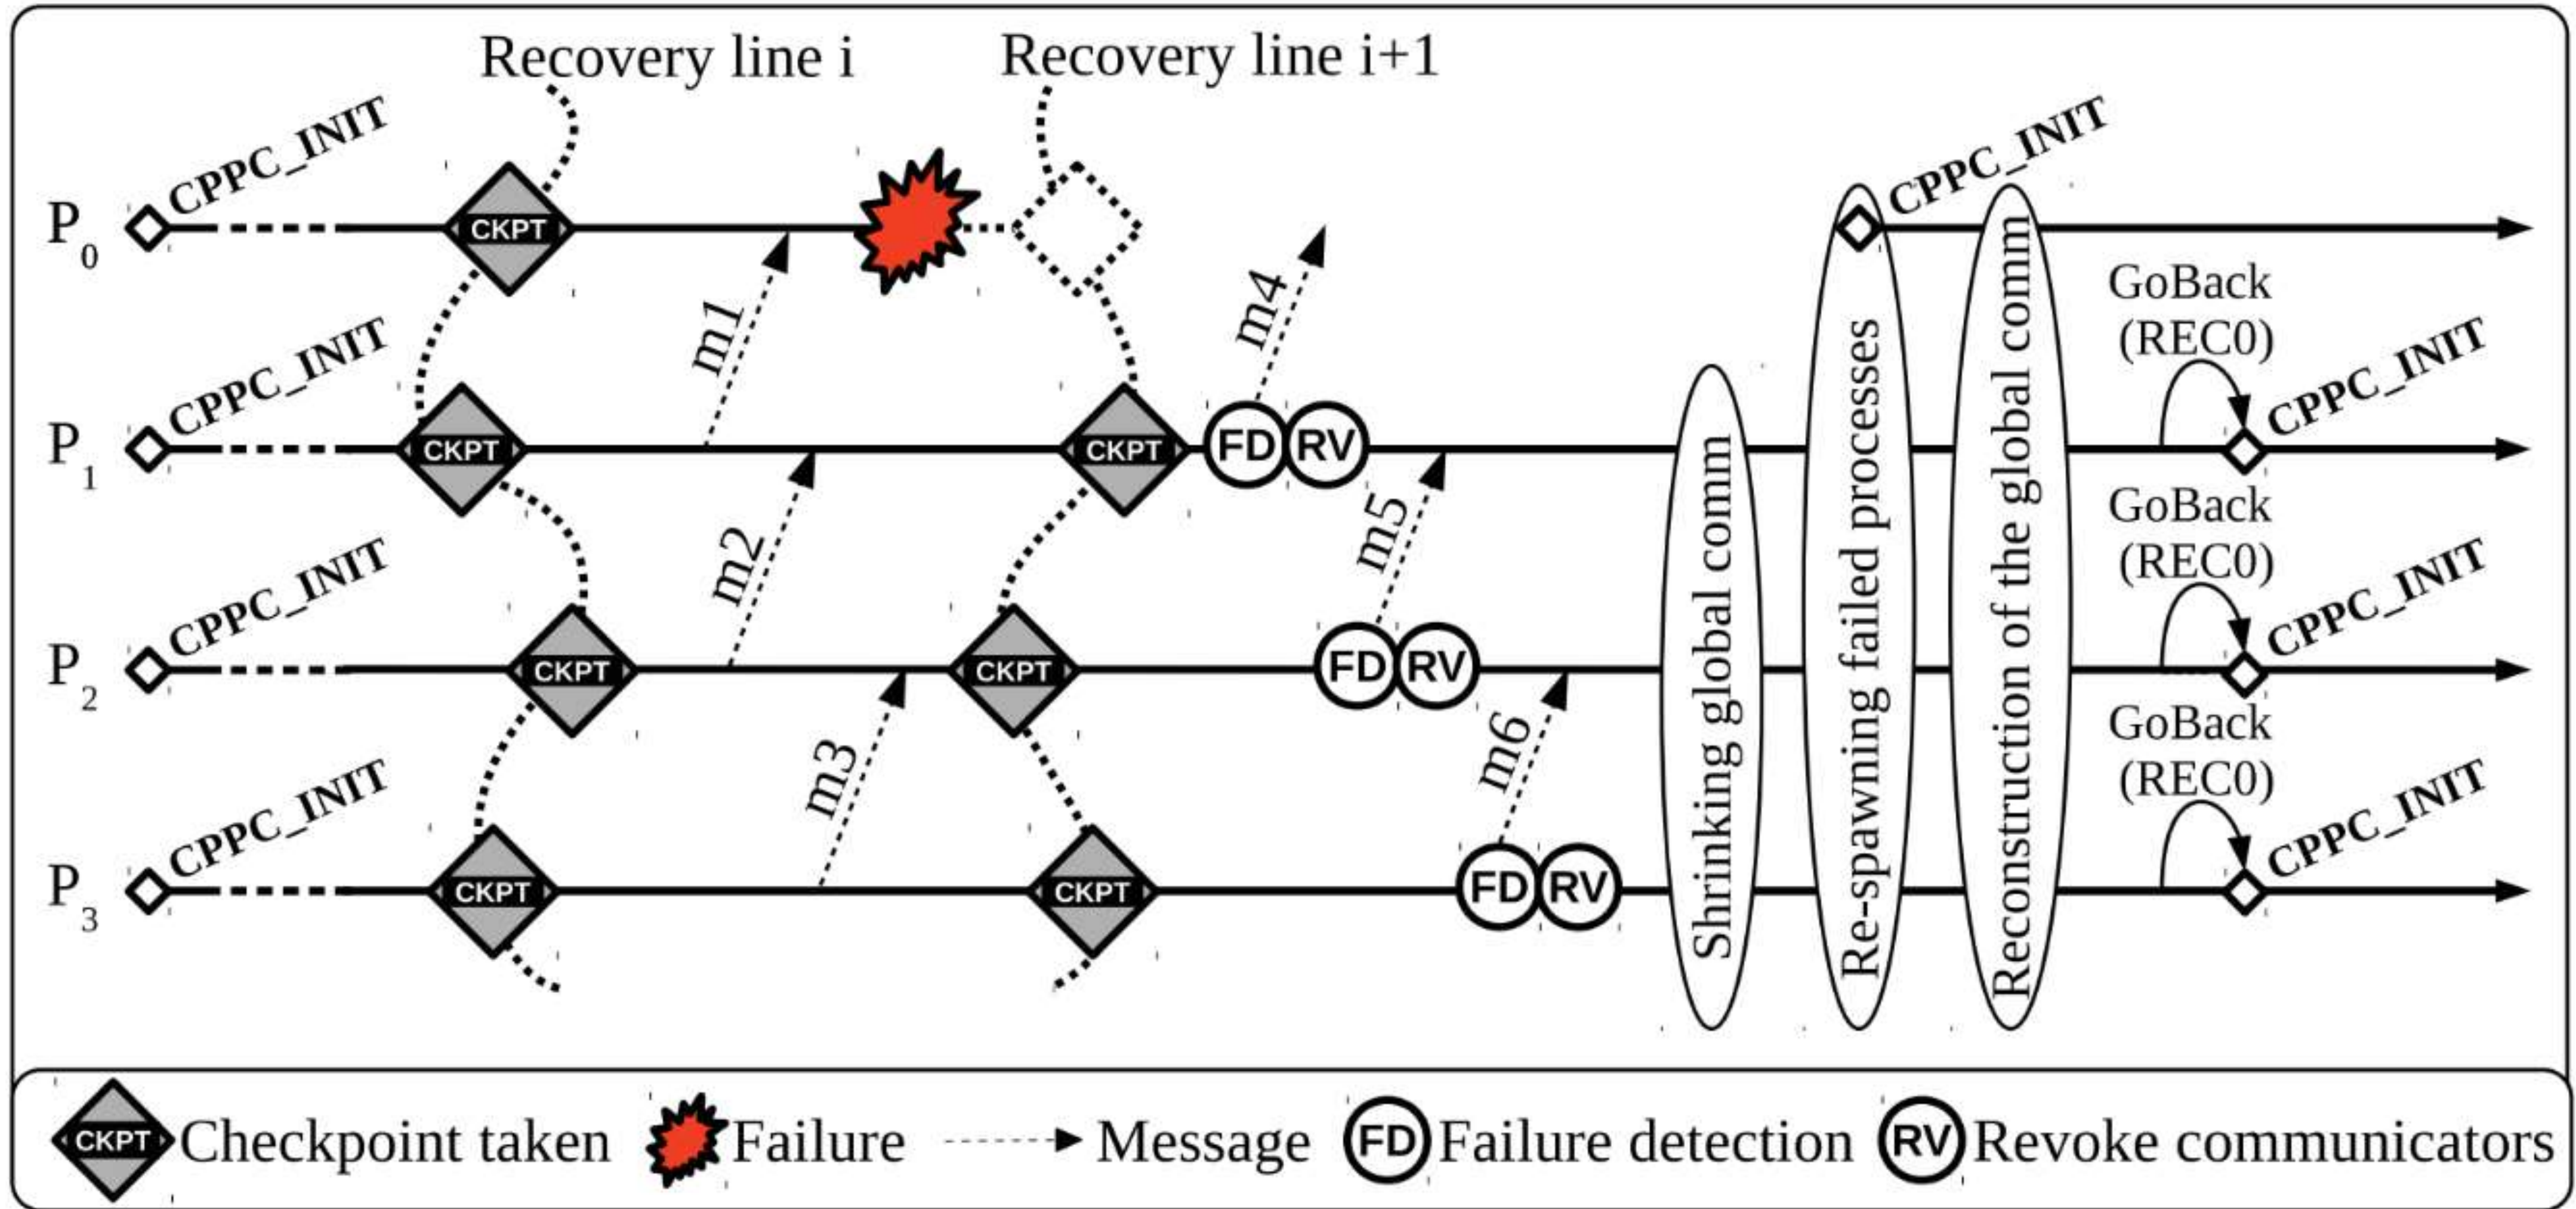 Recovery line i
Recovery line i+1
CPPC_INIT
CPPC_INIT
P0
CKPT
m1
m4
GoBack
(REC0)
CPPC_INIT
CPPC_INIT
P1
CKPT
CKPT
FD
RV
m2
m5
GoBack
(REC0)
CPPC_INIT
CPPC_INIT
P2
CKPT
CKPT
FD
RV
m3
m6
GoBack
(REC0)
CPPC_INIT
CPPC_INIT
P3
CKPT
CKPT
FD
RV
Shrinking global comm
Re-spawning failed processes
Reconstruction of the global comm
CKPT Checkpoint taken
Failure
Message
FD Failure detection
RV Revoke communicators